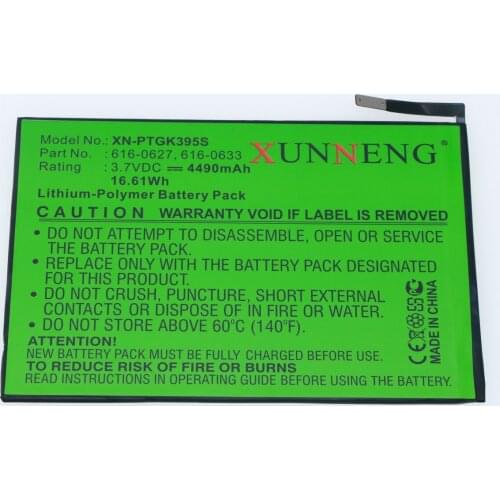 Model No.: XN-PTGK395S
Part No. : 616-0627, 616-0633
Rating : 3.7VDC ⎓ 4490mAh
16.61Wh
XUNNENG
Lithium-Polymer Battery Pack
CAUTION WARRANTY VOID IF LABEL IS REMOVED
• DO NOT ATTEMPT TO DISASSEMBLE, OPEN OR SERVICE
THE BATTERY PACK.
• REPLACE ONLY WITH THE BATTERY PACK DESIGNATED
FOR THIS PRODUCT.
• DO NOT CRUSH, PUNCTURE, SHORT EXTERNAL
CONTACTS OR DISPOSE OF IN FIRE OR WATER.
• DO NOT STORE ABOVE 60°C (140°F).
ATTENTION!
NEW BATTERY PACK MUST BE FULLY CHARGED BEFORE USE.
TO REDUCE RISK OF FIRE OR BURNS
READ INSTRUCTIONS OR OPERATING GUIDE BEFORE USING THE BATTERY.
MADE IN CHINA